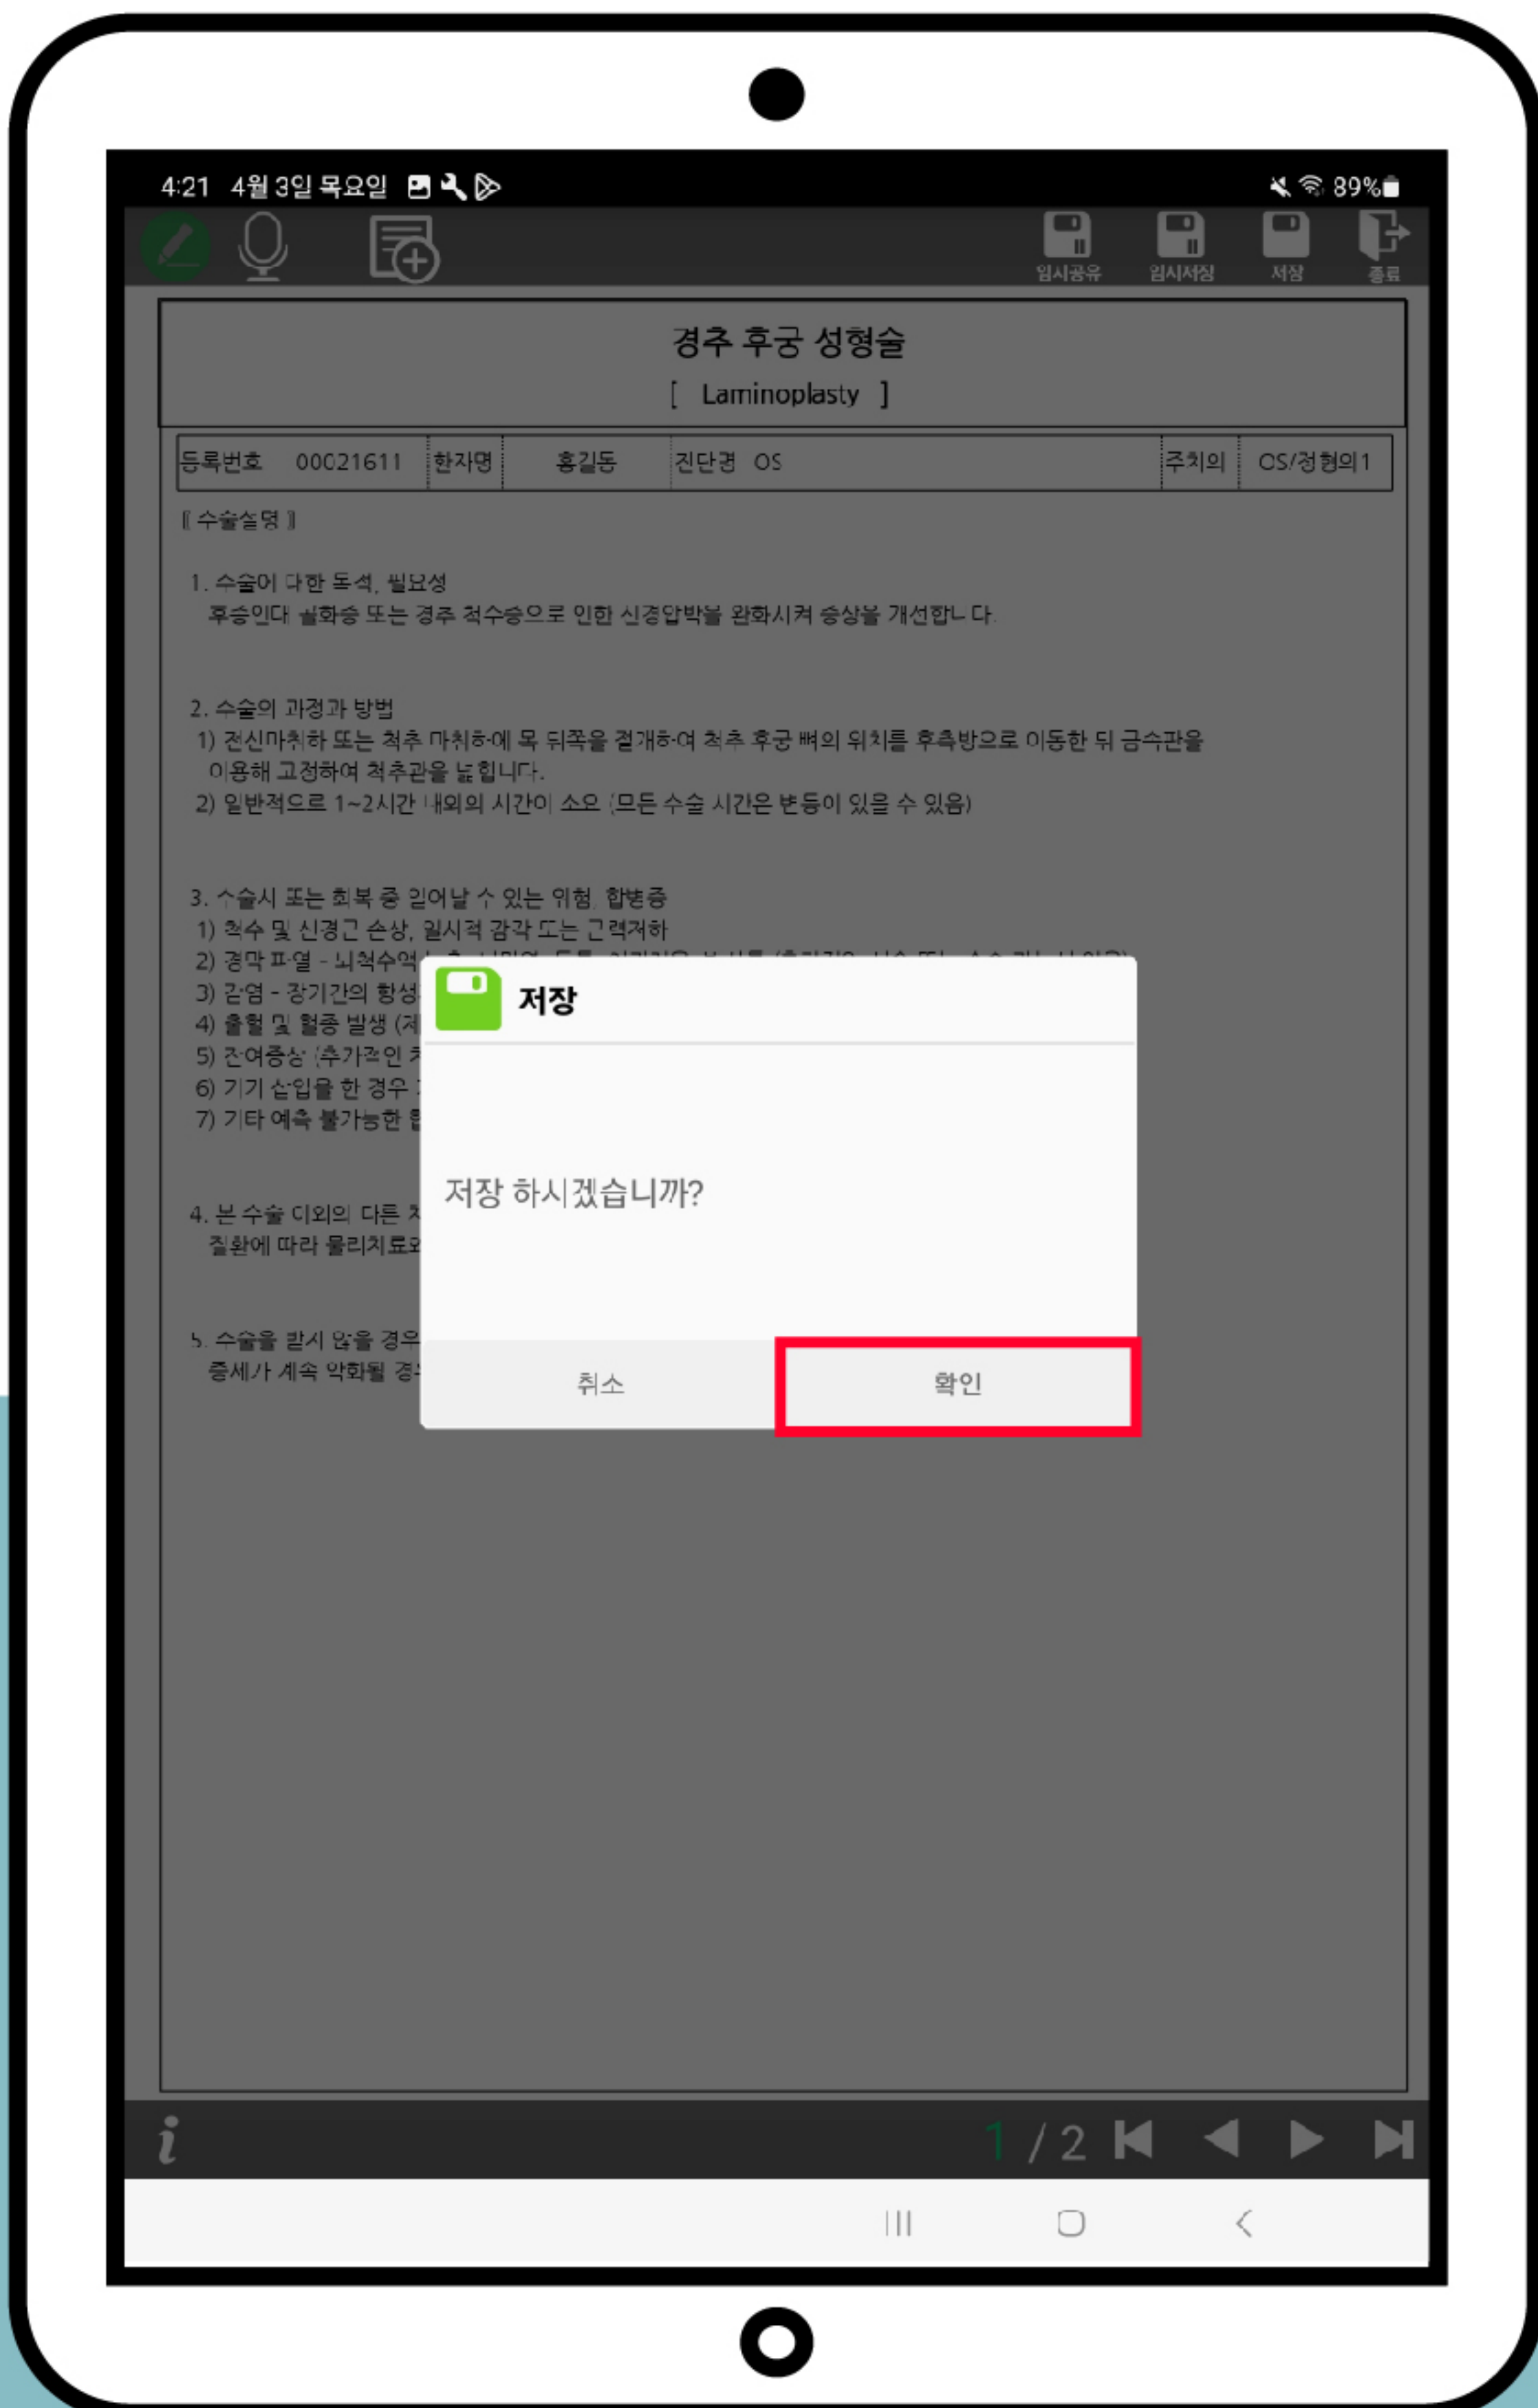 4:21 4월 3일 목요일 89%
임시공유 임시저장 저장 종료
경추 후궁 성형술
[ Laminoplasty ]
등록번호 00021611 환자명 홍길동 진단명 OS 주치의 OS/정형의1
〖수술설명〗
1. 수술에 대한 목적, 필요성
후종인대 골화증 또는 경추 척수증으로 인한 신경압박을 완화시켜 증상을 개선합니다.
2. 수술의 과정과 방법
1) 전신마취하 또는 척추 마취하에 목 뒤쪽을 절개하여 척추 후궁 뼈의 위치를 후측방으로 이동한 뒤 금속판을
이용해 고정하여 척추관을 넓힙니다.
2) 일반적으로 1~2시간 내외의 시간이 소요 (모든 수술 시간은 변동이 있을 수 있음)
3. 수술시 또는 회복 중 일어날 수 있는 위험, 합병증
1) 척수 및 신경근 손상, 일시적 감각 또는 근력저하
2) 경막 파열 - 뇌척수액
3) 감염 - 장기간의 항생
4) 출혈 및 혈종 발생
5) 잔여증상 (추가적인
6) 기기 삽입을 한 경우
7) 기타 예측 불가능한
저장
저장 하시겠습니까?
4. 본 수술 이외의 다른
질환에 따라 물리치료와
5. 수술을 받지 않을 경우
증세가 계속 악화될
취소 확인
i 1 / 2